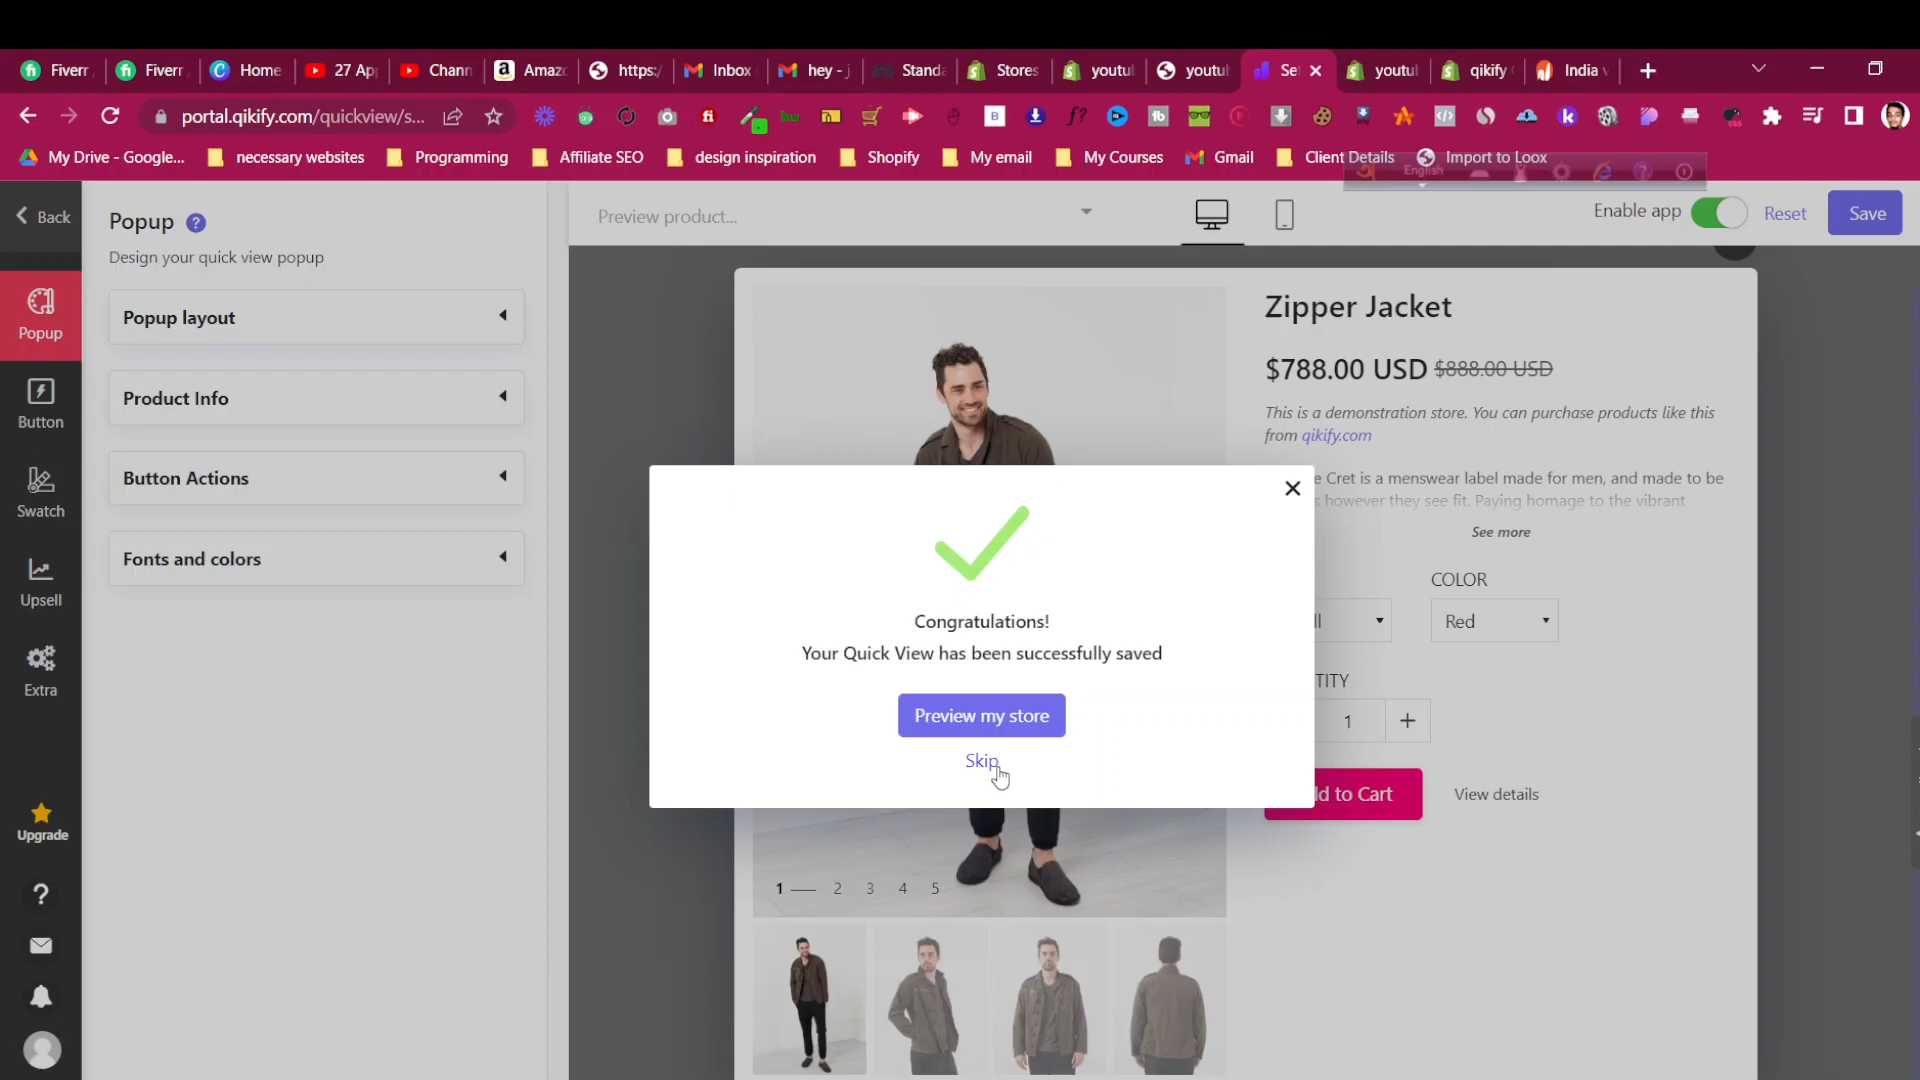 Fiverr
Fiverr
Home
27 Ap
Chann
Amazo
https:/
Inbox
hey - j
Standa
Stores
youtu
youtul
Set
youtul
qikify
India v
portal.qikify.com/quickview/s...
My Drive - Google...
necessary websites
Programming
Affiliate SEO
design inspiration
Shopify
My email
My Courses
Gmail
Client Details
Import to Loox
English
Back
Popup
Design your quick view popup
Preview product...
Enable app
Reset
Save
Popup
Button
Swatch
Upsell
Extra
Upgrade
Popup layout
Product Info
Button Actions
Fonts and colors
Zipper Jacket
$788.00 USD $888.00 USD
This is a demonstration store. You can purchase products like this
from qikify.com
e Cret is a menswear label made for men, and made to be
s however they see fit. Paying homage to the vibrant
See more
COLOR
ll
Red
TITY
1
d to Cart
View details
Congratulations!
Your Quick View has been successfully saved
Preview my store
Skip
1 2 3 4 5